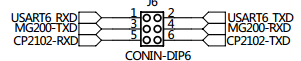 J6
USART6_RXD 1 2 USART6_TXD
MG200-TXD 3 4 MG200-RXD
CP2102-RXD 5 6 CP2102-TXD
CONIN-DIP6